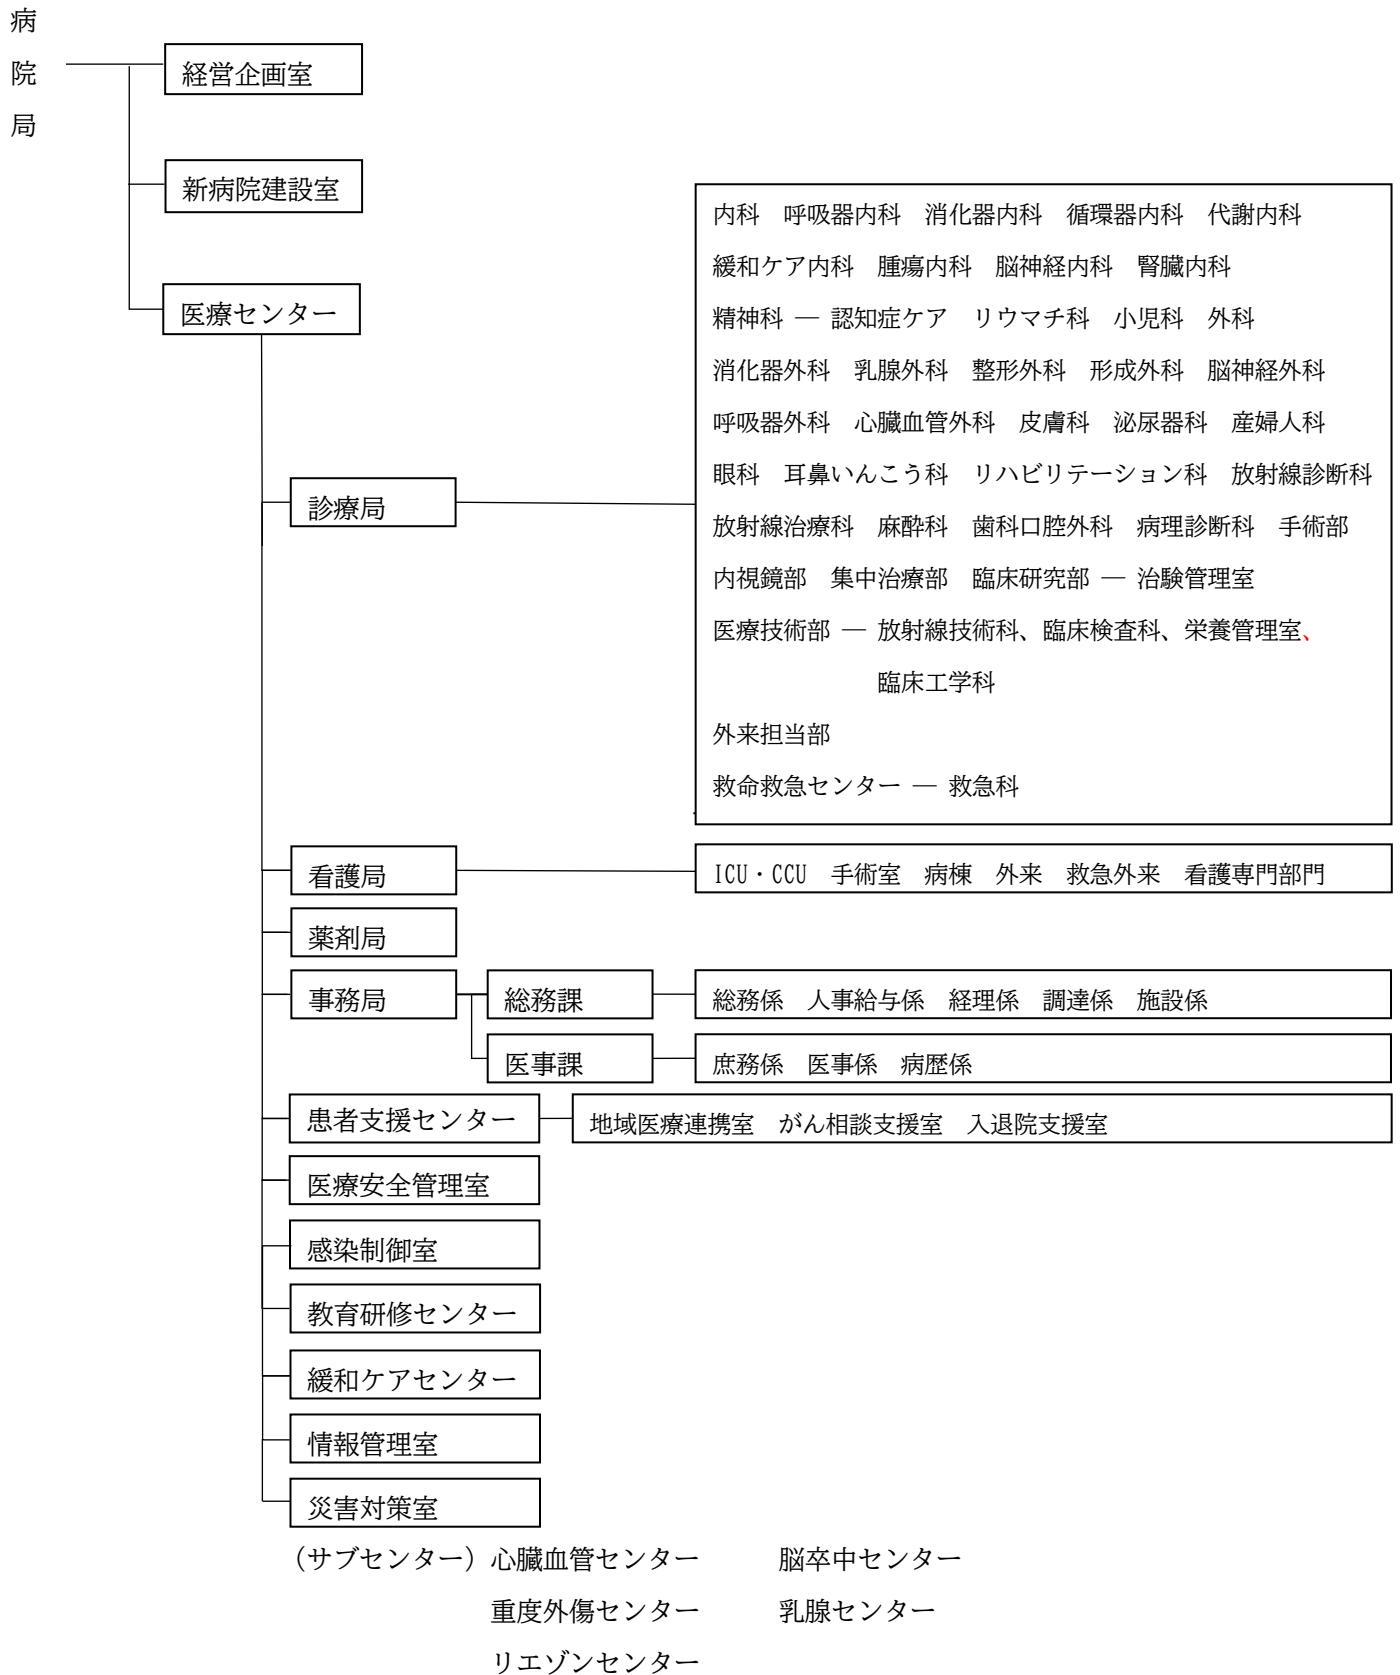 病院局
経営企画室
新病院建設室
医療センター
診療局
内科　呼吸器内科　消化器内科　循環器内科　代謝内科
緩和ケア内科　腫瘍内科　脳神経内科　腎臓内科
精神科 ― 認知症ケア　リウマチ科　小児科　外科
消化器外科　乳腺外科　整形外科　形成外科　脳神経外科
呼吸器外科　心臓血管外科　皮膚科　泌尿器科　産婦人科
眼科　耳鼻いんこう科　リハビリテーション科　放射線診断科
放射線治療科　麻酔科　歯科口腔外科　病理診断科　手術部
内視鏡部　集中治療部　臨床研究部 ― 治験管理室
医療技術部 ― 放射線技術科、臨床検査科、栄養管理室、
臨床工学科
外来担当部
救命救急センター ― 救急科
看護局
ICU・CCU　手術室　病棟　外来　救急外来　看護専門部門
薬剤局
事務局
総務課
総務係　人事給与係　経理係　調達係　施設係
医事課
庶務係　医事係　病歴係
患者支援センター
地域医療連携室　がん相談支援室　入退院支援室
医療安全管理室
感染制御室
教育研修センター
緩和ケアセンター
情報管理室
災害対策室
（サブセンター）心臓血管センター　脳卒中センター
重度外傷センター　乳腺センター
リエゾンセンター